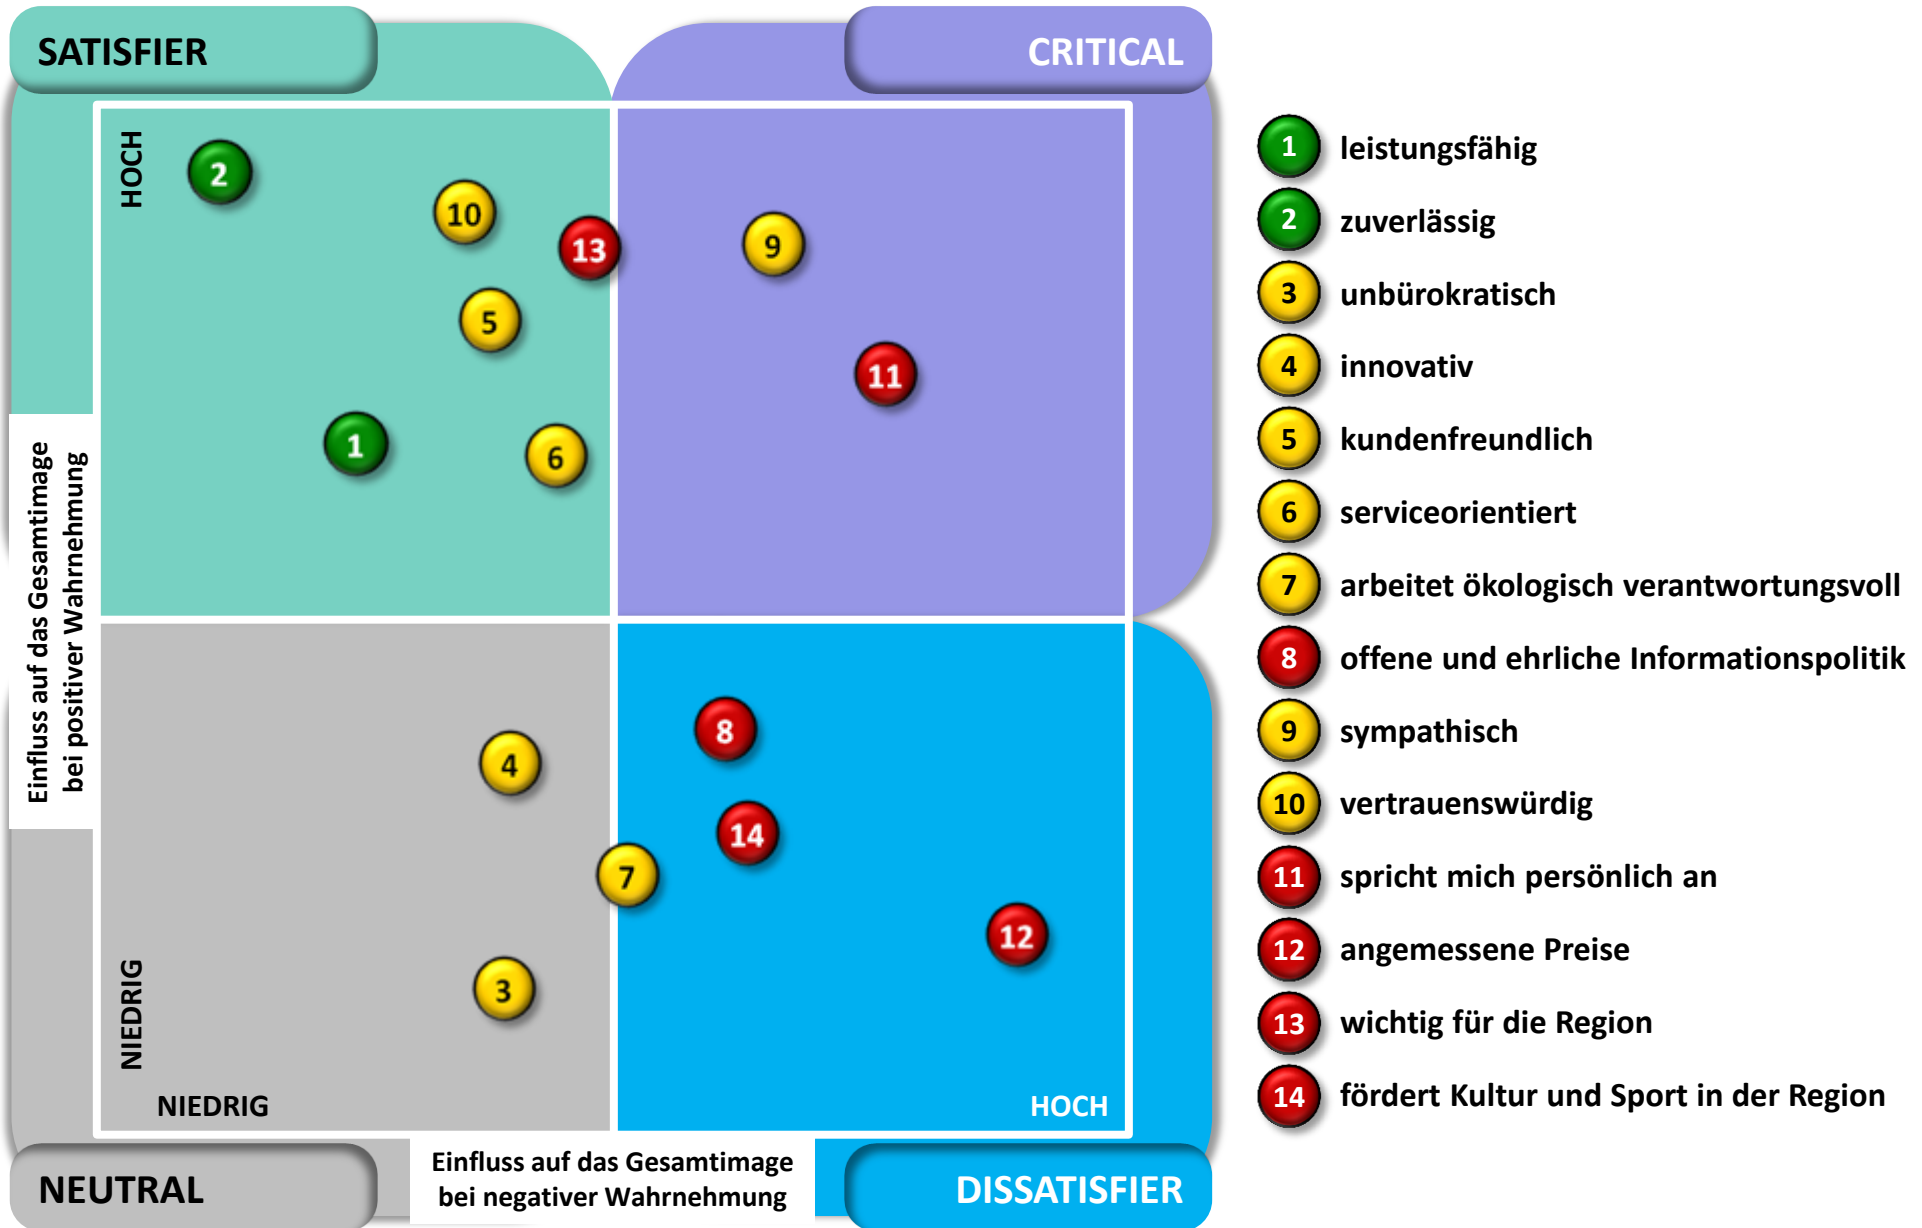 SATISFIER
CRITICAL
HOCH
2
10
13
9
5
11
1
6
Einfluss auf das Gesamtimage
bei positiver Wahrnehmung
8
4
14
7
12
3
NIEDRIG
NIEDRIG
HOCH
Einfluss auf das Gesamtimage
bei negativer Wahrnehmung
NEUTRAL
DISSATISFIER
1 leistungsfähig
2 zuverlässig
3 unbürokratisch
4 innovativ
5 kundenfreundlich
6 serviceorientiert
7 arbeitet ökologisch verantwortungsvoll
8 offene und ehrliche Informationspolitik
9 sympathisch
10 vertrauenswürdig
11 spricht mich persönlich an
12 angemessene Preise
13 wichtig für die Region
14 fördert Kultur und Sport in der Region